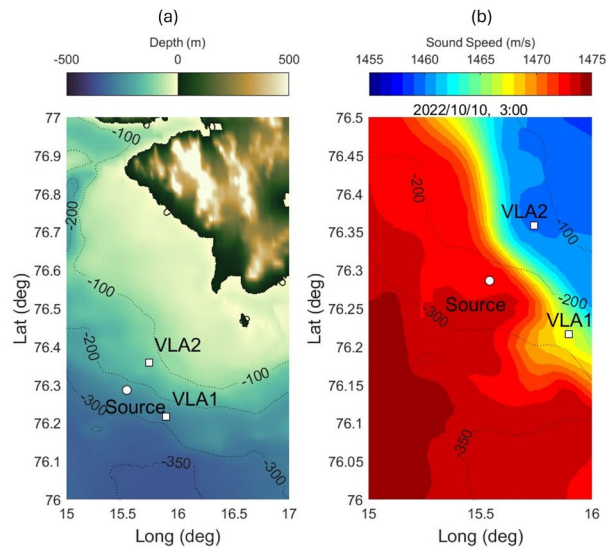 (a)
(b)
Depth (m)
Sound Speed (m/s)
-500 0 500
1455 1460 1465 1470 1475
2022/10/10, 3:00
77
76.9
76.8
76.7
76.6
76.5
76.4
76.3
76.2
76.1
76
Lat (deg)
-100
0
-200
0
-100
-200
-300
-100
-350
-300
VLA2
VLA1
Source
15 15.5 16 16.5 17
Long (deg)
76.5
76.45
76.4
76.35
76.3
76.25
76.2
76.15
76.1
76.05
76
Lat (deg)
-200
VLA2
-100
Source
-200
-300
VLA1
-350
15 15.5 16
Long (deg)